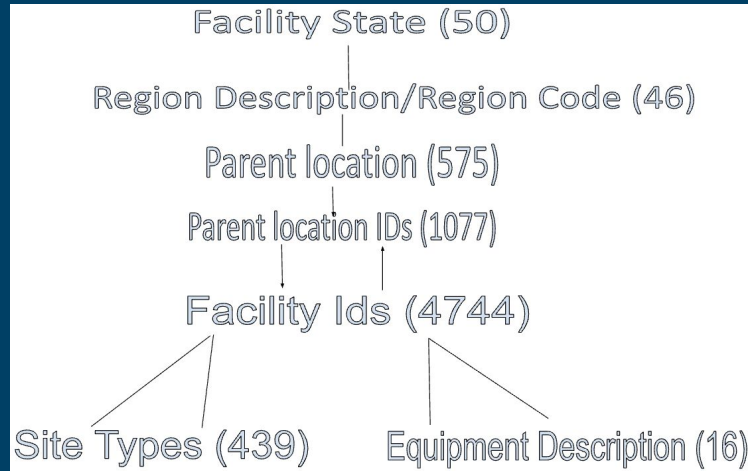 Facility State (50)
Region Description/Region Code (46)
Parent location (575)
Parent location IDs (1077)
Facility Ids (4744)
Site Types (439)
Equipment Description (16)